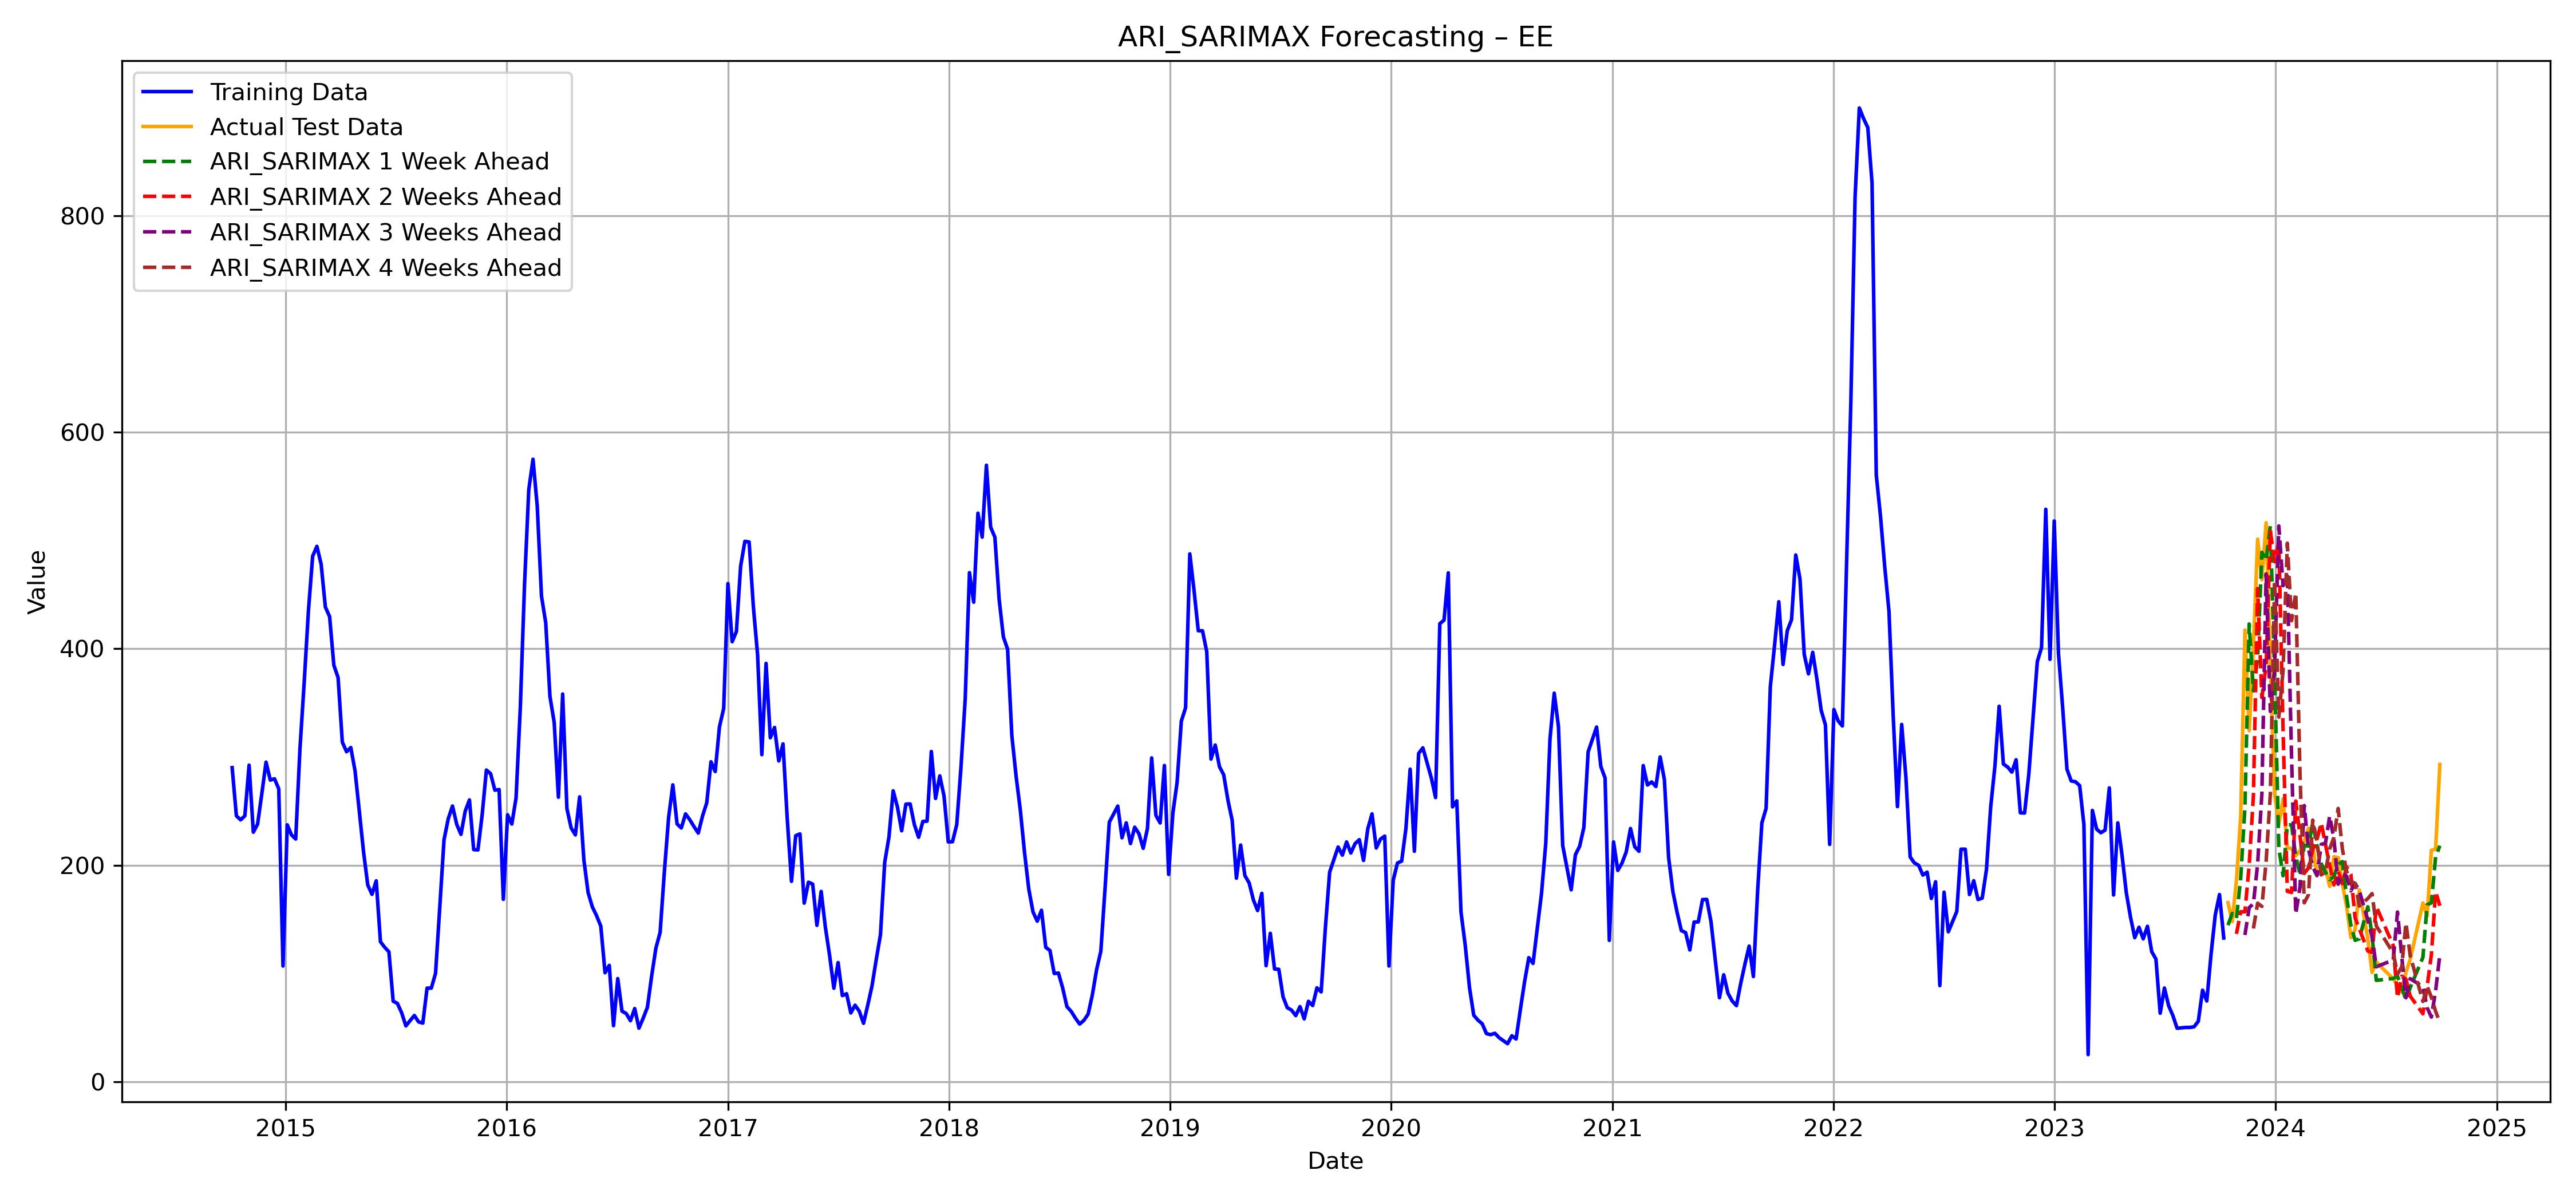 ARI_SARIMAX Forecasting – EE
Training Data
Actual Test Data
ARI_SARIMAX 1 Week Ahead
ARI_SARIMAX 2 Weeks Ahead
ARI_SARIMAX 3 Weeks Ahead
ARI_SARIMAX 4 Weeks Ahead
Value
800
600
400
200
0
2015 2016 2017 2018 2019 2020 2021 2022 2023 2024 2025
Date